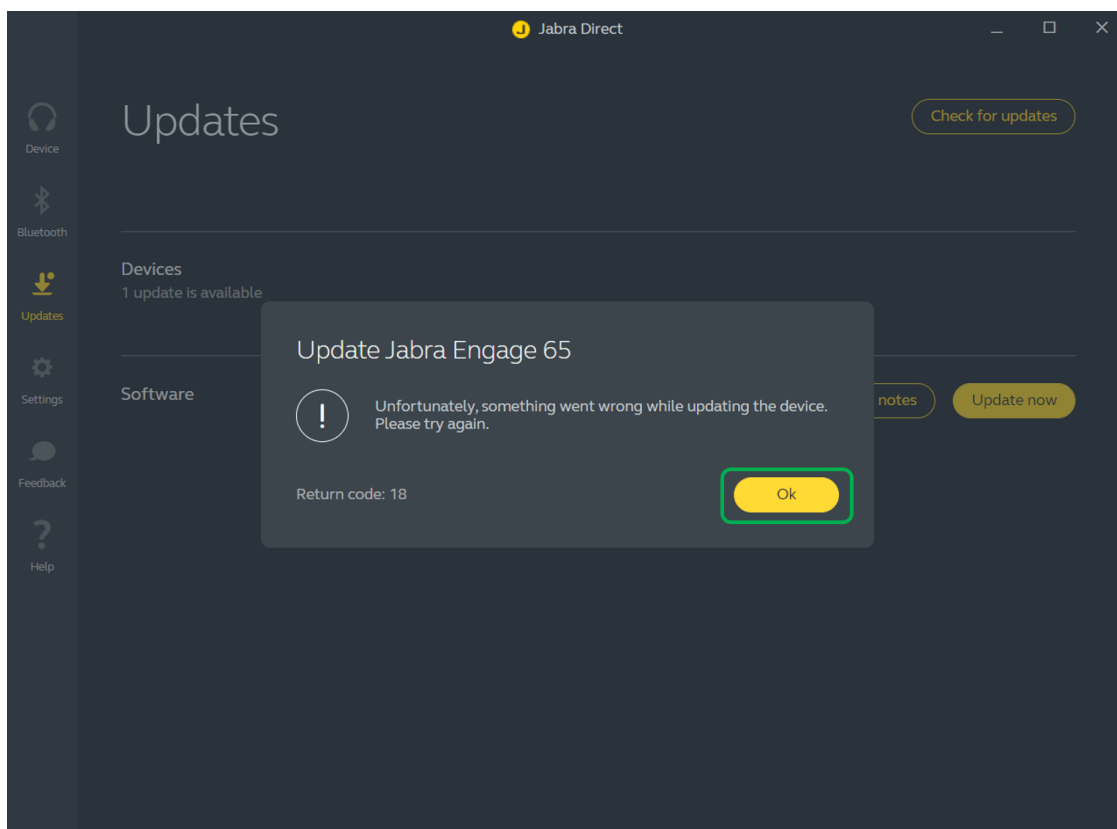 Jabra Direct
Updates
Check for updates
Device
Bluetooth
Updates
Settings
Feedback
Help
Devices
1 update is available
Software
notes
Update now
Update Jabra Engage 65
Unfortunately, something went wrong while updating the device.
Please try again.
Return code: 18
Ok